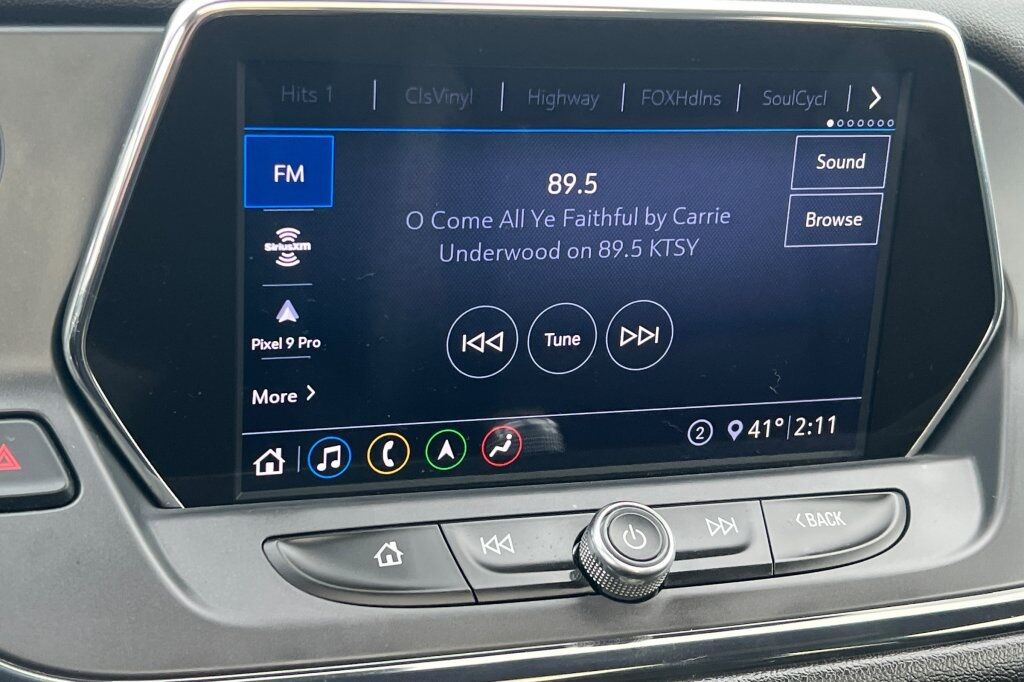 Hits 1 | ClsVinyl | Highway | FOXHdlns | SoulCycl |
FM
SiriusXM
Pixel 9 Pro
More
89.5
O Come All Ye Faithful by Carrie
Underwood on 89.5 KTSY
Tune
Sound
Browse
2 41° | 2:11
BACK